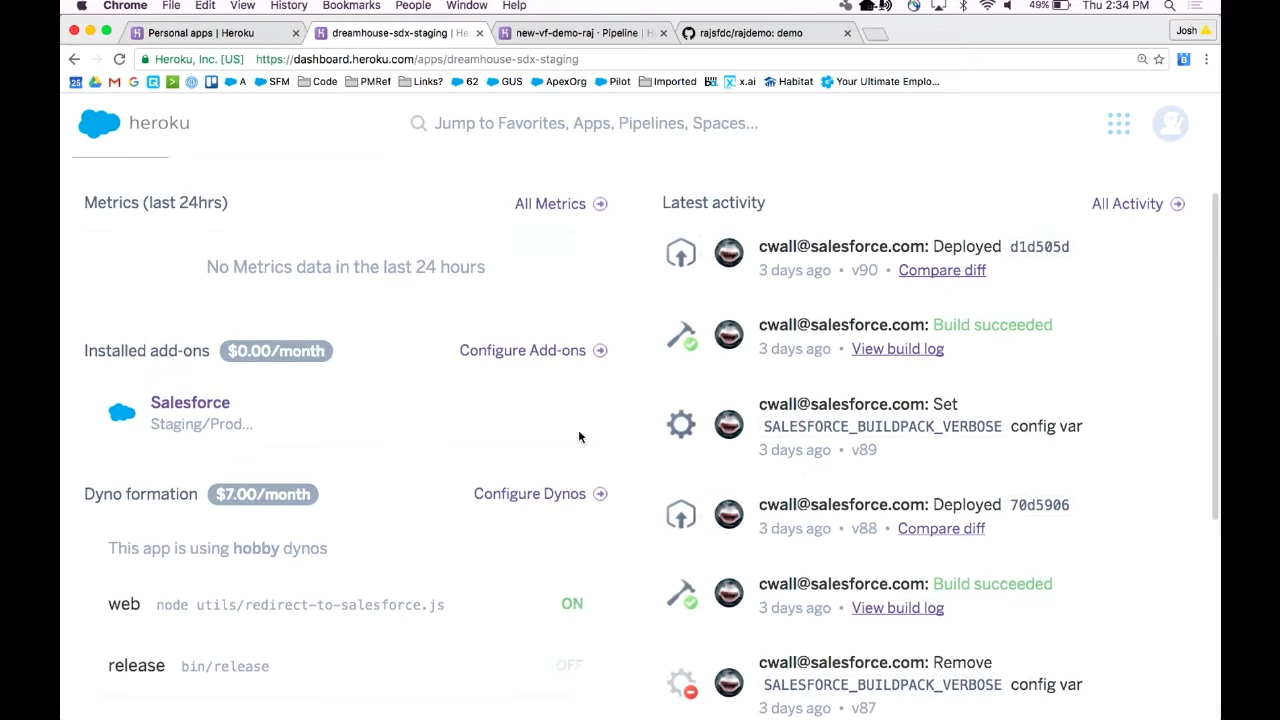 Chrome File Edit View History Bookmarks People Window Help 49% Thu 2:34 PM
Personal apps | Heroku dreamhouse-sdx-staging | He new-vf-demo-raj · Pipeline | H rajsfdc/rajdemo: demo Josh
Heroku, Inc. [US] https://dashboard.heroku.com/apps/dreamhouse-sdx-staging
A SFM Code PMRef Links? 62 GUS ApexOrg Pilot Imported x.ai Habitat Your Ultimate Emplo...
heroku Jump to Favorites, Apps, Pipelines, Spaces...
Metrics (last 24hrs) All Metrics
No Metrics data in the last 24 hours
Installed add-ons $0.00/month Configure Add-ons
Salesforce
Staging/Prod...
Dyno formation $7.00/month Configure Dynos
This app is using hobby dynos
web node utils/redirect-to-salesforce.js ON
release bin/release OFF
Latest activity All Activity
cwall@salesforce.com: Deployed d1d505d
3 days ago · v90 · Compare diff
cwall@salesforce.com: Build succeeded
3 days ago · View build log
cwall@salesforce.com: Set
SALESFORCE_BUILDPACK_VERBOSE config var
3 days ago · v89
cwall@salesforce.com: Deployed 70d5906
3 days ago · v88 · Compare diff
cwall@salesforce.com: Build succeeded
3 days ago · View build log
cwall@salesforce.com: Remove
SALESFORCE_BUILDPACK_VERBOSE config var
3 days ago · v87